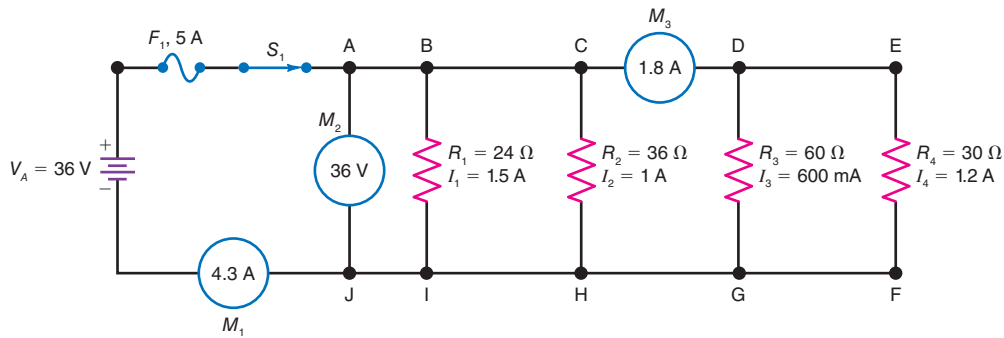 M₃
F₁, 5 A
S₁
A
B
C
D
E
1.8 A
+
V_A = 36 V
−
M₂
36 V
R₁ = 24 Ω
I₁ = 1.5 A
R₂ = 36 Ω
I₂ = 1 A
R₃ = 60 Ω
I₃ = 600 mA
R₄ = 30 Ω
I₄ = 1.2 A
4.3 A
M₁
J
I
H
G
F